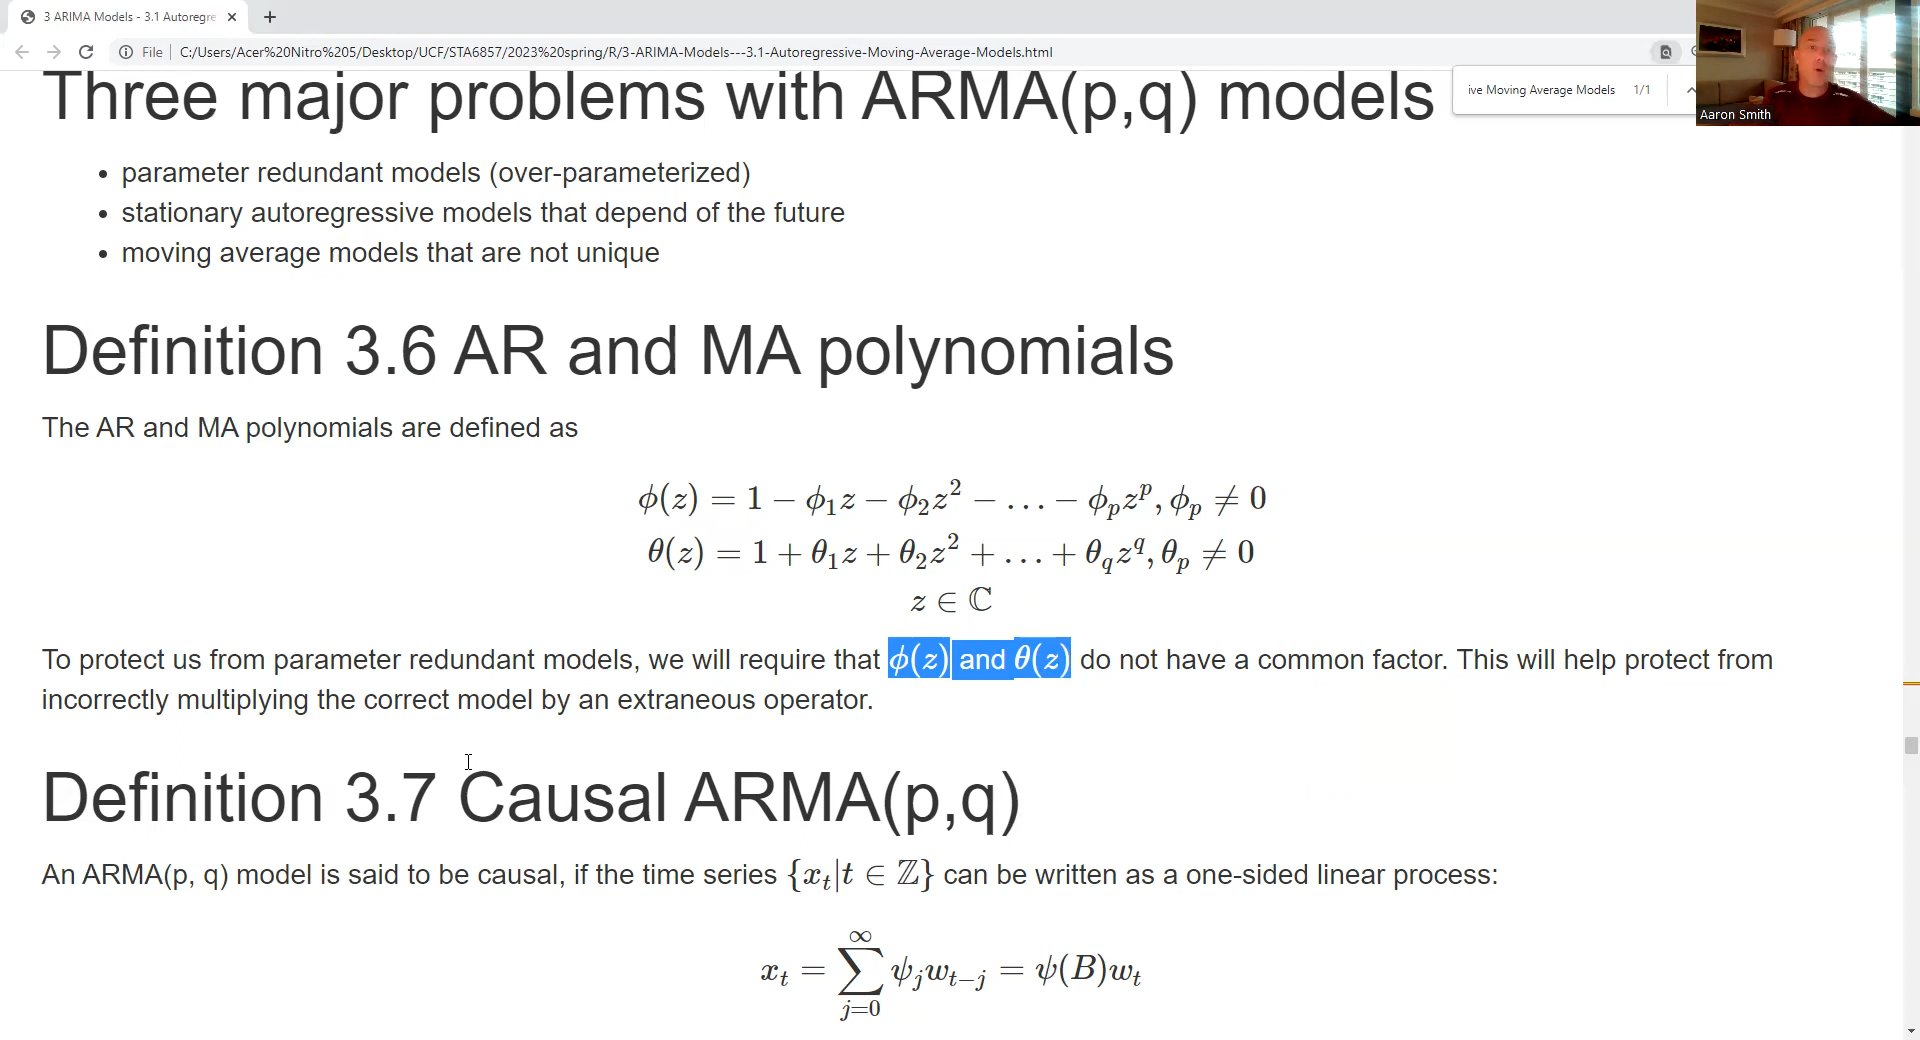 3 ARIMA Models - 3.1 Autoregre
File | C:/Users/Acer%20Nitro%205/Desktop/UCF/STA6857/2023%20spring/R/3-ARIMA-Models---3.1-Autoregressive-Moving-Average-Models.html
ive Moving Average Models 1/1
Aaron Smith
Three major problems with ARMA(p,q) models
• parameter redundant models (over-parameterized)
• stationary autoregressive models that depend of the future
• moving average models that are not unique
Definition 3.6 AR and MA polynomials
The AR and MA polynomials are defined as
ϕ(z) = 1 − ϕ₁z − ϕ₂z² − … − ϕₚzᵖ, ϕₚ ≠ 0
θ(z) = 1 + θ₁z + θ₂z² + … + θ_q z^q, θₚ ≠ 0
z ∈ ℂ
To protect us from parameter redundant models, we will require that ϕ(z) and θ(z) do not have a common factor. This will help protect from
incorrectly multiplying the correct model by an extraneous operator.
Definition 3.7 Causal ARMA(p,q)
An ARMA(p, q) model is said to be causal, if the time series {xₜ|t ∈ ℤ} can be written as a one-sided linear process:
xₜ = ∑_{j=0}^{∞} ψⱼw_{t−j} = ψ(B)wₜ